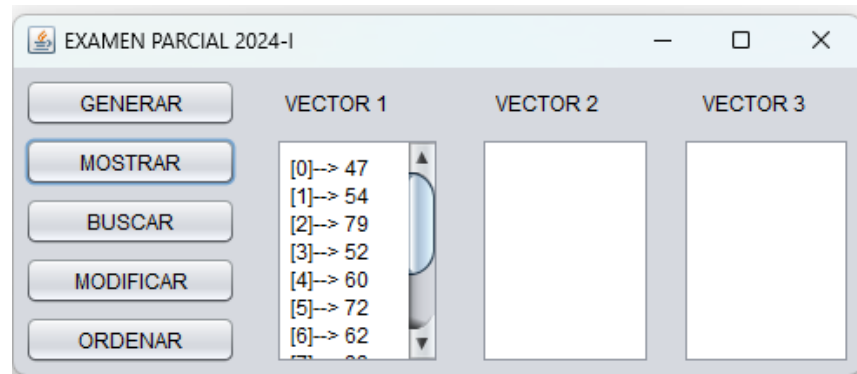 EXAMEN PARCIAL 2024-I
GENERAR
MOSTRAR
BUSCAR
MODIFICAR
ORDENAR
VECTOR 1
[0]--> 47
[1]--> 54
[2]--> 79
[3]--> 52
[4]--> 60
[5]--> 72
[6]--> 62
VECTOR 2
VECTOR 3